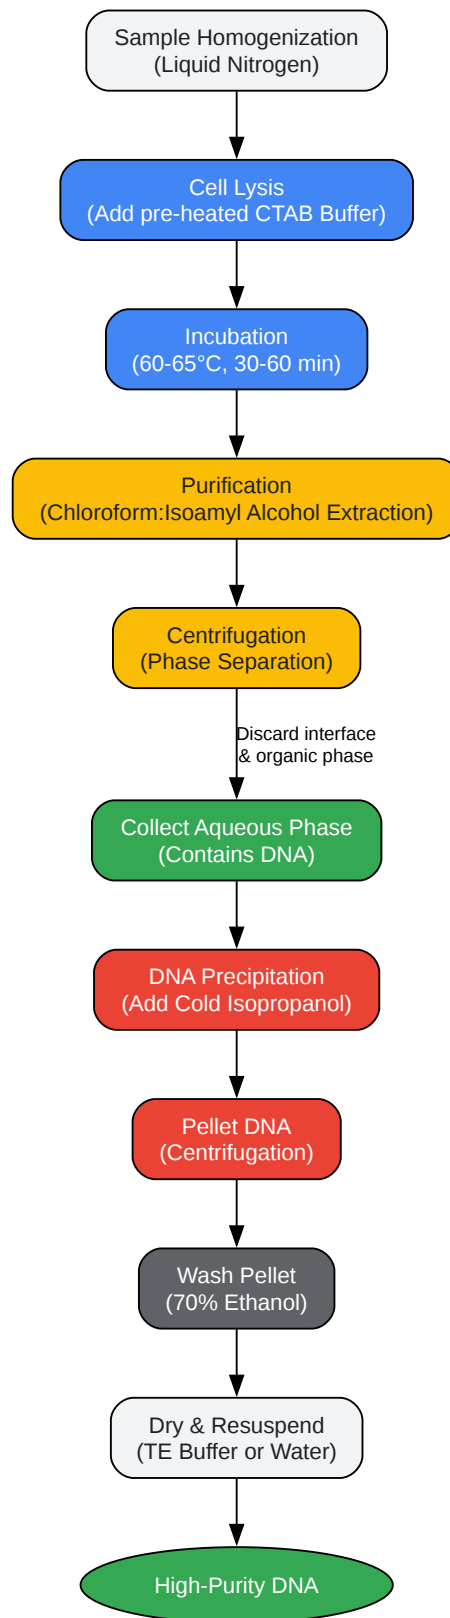 Sample Homogenization
(Liquid Nitrogen)
Cell Lysis
(Add pre-heated CTAB Buffer)
Incubation
(60-65°C, 30-60 min)
Purification
(Chloroform:Isoamyl Alcohol Extraction)
Centrifugation
(Phase Separation)
Discard interface
& organic phase
Collect Aqueous Phase
(Contains DNA)
DNA Precipitation
(Add Cold Isopropanol)
Pellet DNA
(Centrifugation)
Wash Pellet
(70% Ethanol)
Dry & Resuspend
(TE Buffer or Water)
High-Purity DNA